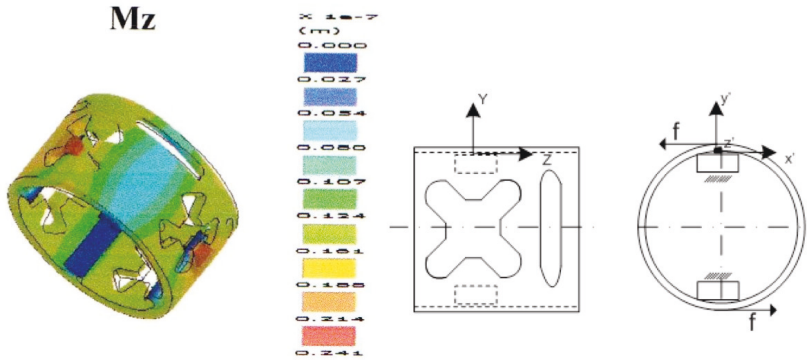 Mz
X 1e-7
(m)
0.000
0.027
0.054
0.080
0.107
0.124
0.161
0.188
0.214
0.241
Y
Z
y'
f
z'
x'
f